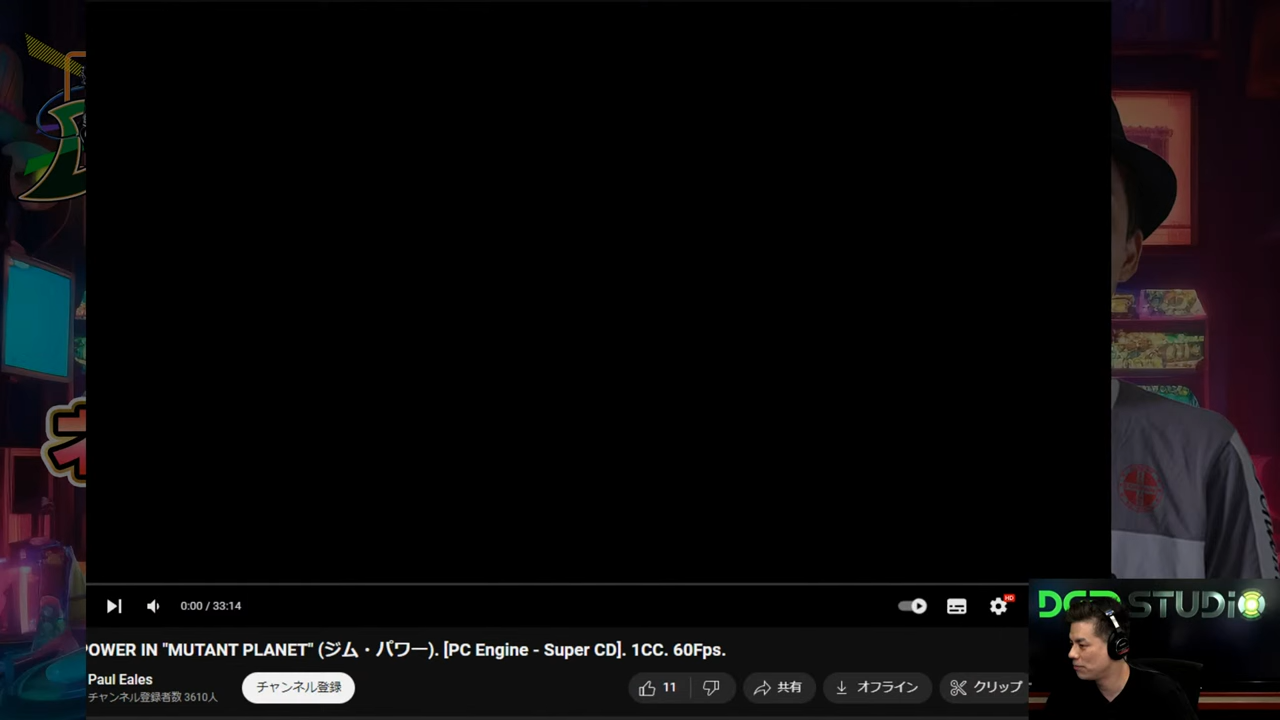 0:00 / 33:14
HD
POWER IN "MUTANT PLANET" (ジム・パワー). [PC Engine - Super CD]. 1CC. 60Fps.
Paul Eales
チャンネル登録者数 3610人
チャンネル登録
11
共有
オフライン
クリップ
STUDiO